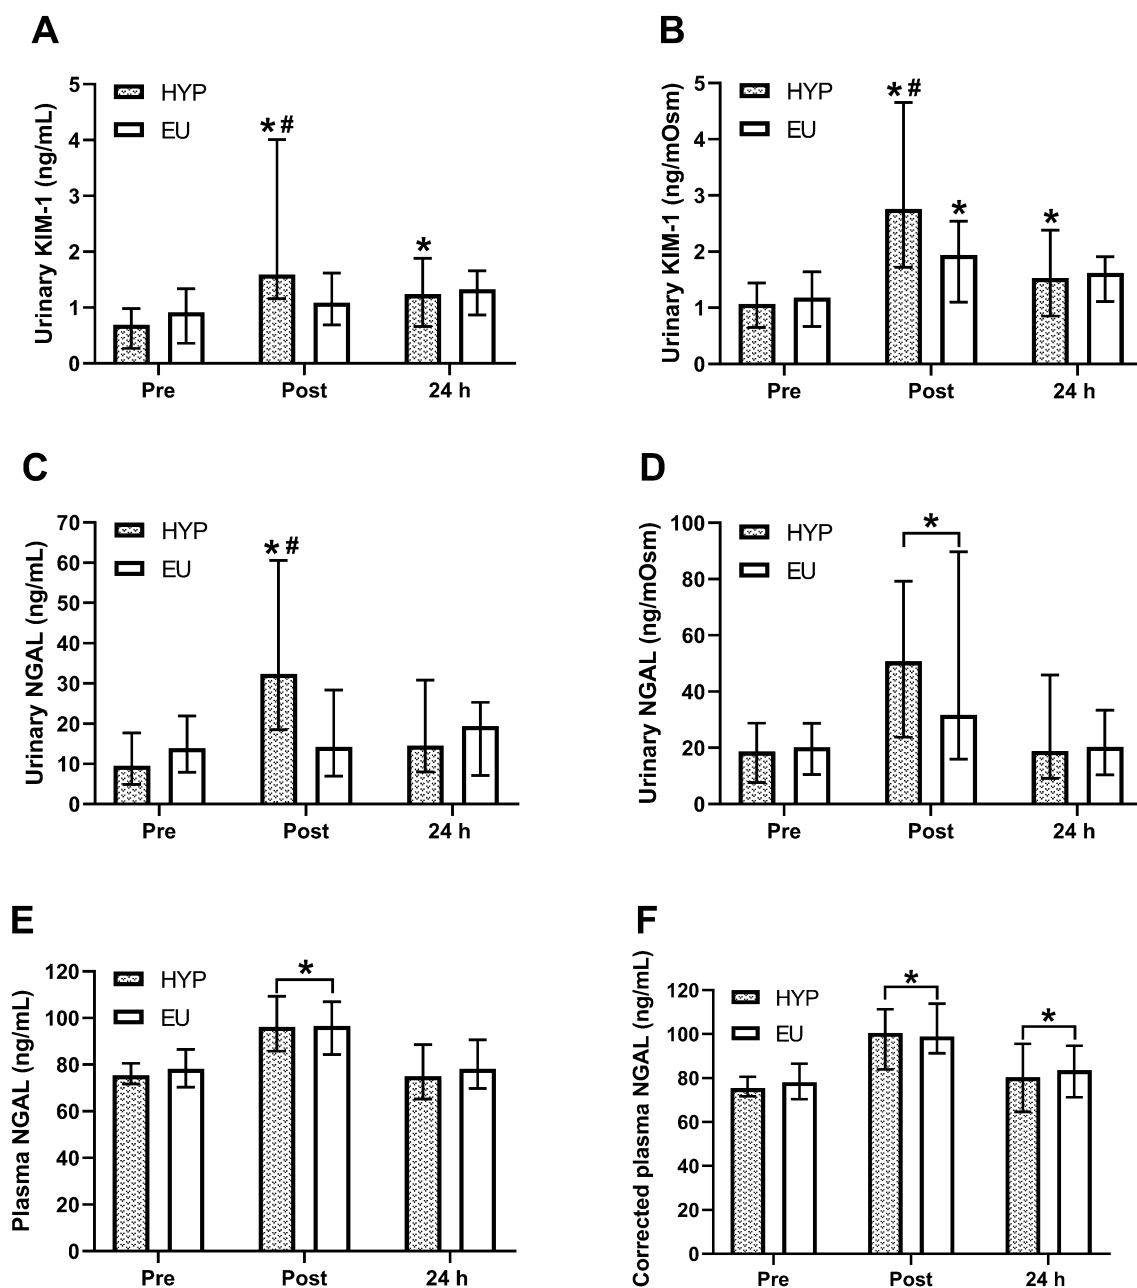 A
Urinary KIM-1 (ng/mL)
5
4
3
2
1
0
HYP
EU
* #
*
Pre Post 24 h
B
Urinary KIM-1 (ng/mOsm)
5
4
3
2
1
0
HYP
EU
* #
*
*
Pre Post 24 h
C
Urinary NGAL (ng/mL)
70
60
50
40
30
20
10
0
HYP
EU
* #
Pre Post 24 h
D
Urinary NGAL (ng/mOsm)
100
80
60
40
20
0
HYP
EU
*
Pre Post 24 h
E
Plasma NGAL (ng/mL)
120
100
80
60
40
20
0
HYP
EU
*
Pre Post 24 h
F
Corrected plasma NGAL (ng/mL)
120
100
80
60
40
20
0
HYP
EU
*
*
Pre Post 24 h